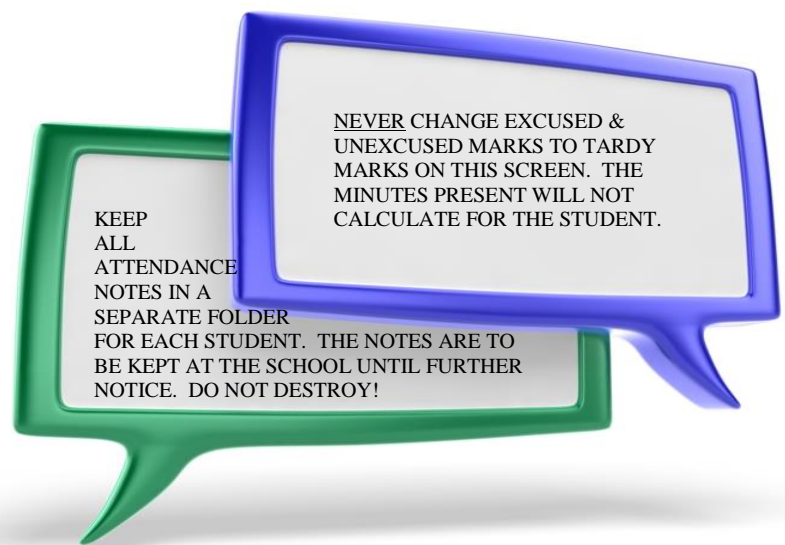 NEVER CHANGE EXCUSED &
UNEXCUSED MARKS TO TARDY
MARKS ON THIS SCREEN.  THE
MINUTES PRESENT WILL NOT
CALCULATE FOR THE STUDENT.
KEEP
ALL
ATTENDANCE
NOTES IN A
SEPARATE FOLDER
FOR EACH STUDENT.  THE NOTES ARE TO
BE KEPT AT THE SCHOOL UNTIL FURTHER
NOTICE.  DO NOT DESTROY!